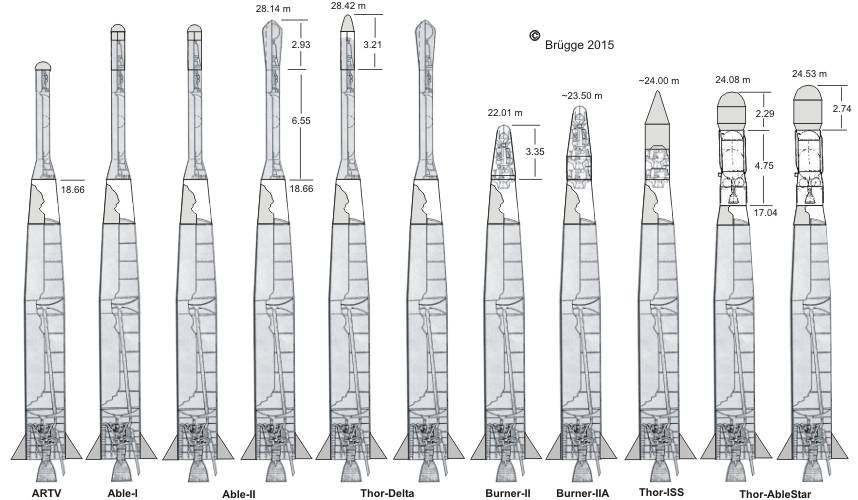 28.14 m
28.42 m
© Brügge 2015
2.93
3.21
~23.50 m
~24.00 m
24.08 m
24.53 m
22.01 m
2.29
2.74
6.55
3.35
4.75
18.66
18.66
17.04
ARTV
Able-I
Able-II
Thor-Delta
Burner-II
Burner-IIA
Thor-ISS
Thor-AbleStar